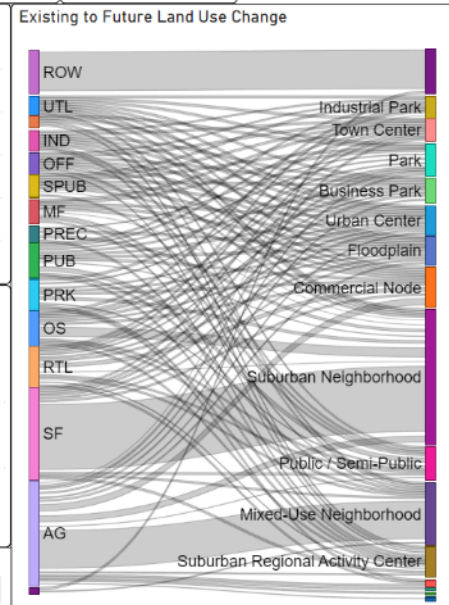 Existing to Future Land Use Change
ROW
UTL
IND
OFF
SPUB
MF
PREC
PUB
PRK
OS
RTL
SF
AG
Industrial Park
Town Center
Park
Business Park
Urban Center
Floodplain
Commercial Node
Suburban Neighborhood
Public / Semi-Public
Mixed-Use Neighborhood
Suburban Regional Activity Center